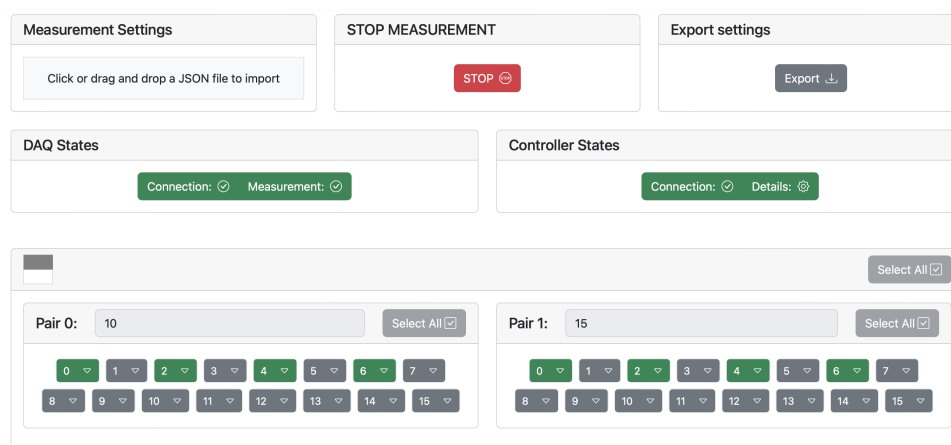 Measurement Settings
STOP MEASUREMENT
Export settings
Click or drag and drop a JSON file to import
STOP
Export
DAQ States
Controller States
Connection: Measurement:
Connection: Details:
Select All
Pair 0: 10 Select All
Pair 1: 15 Select All
0 1 2 3 4 5 6 7
8 9 10 11 12 13 14 15
0 1 2 3 4 5 6 7
8 9 10 11 12 13 14 15